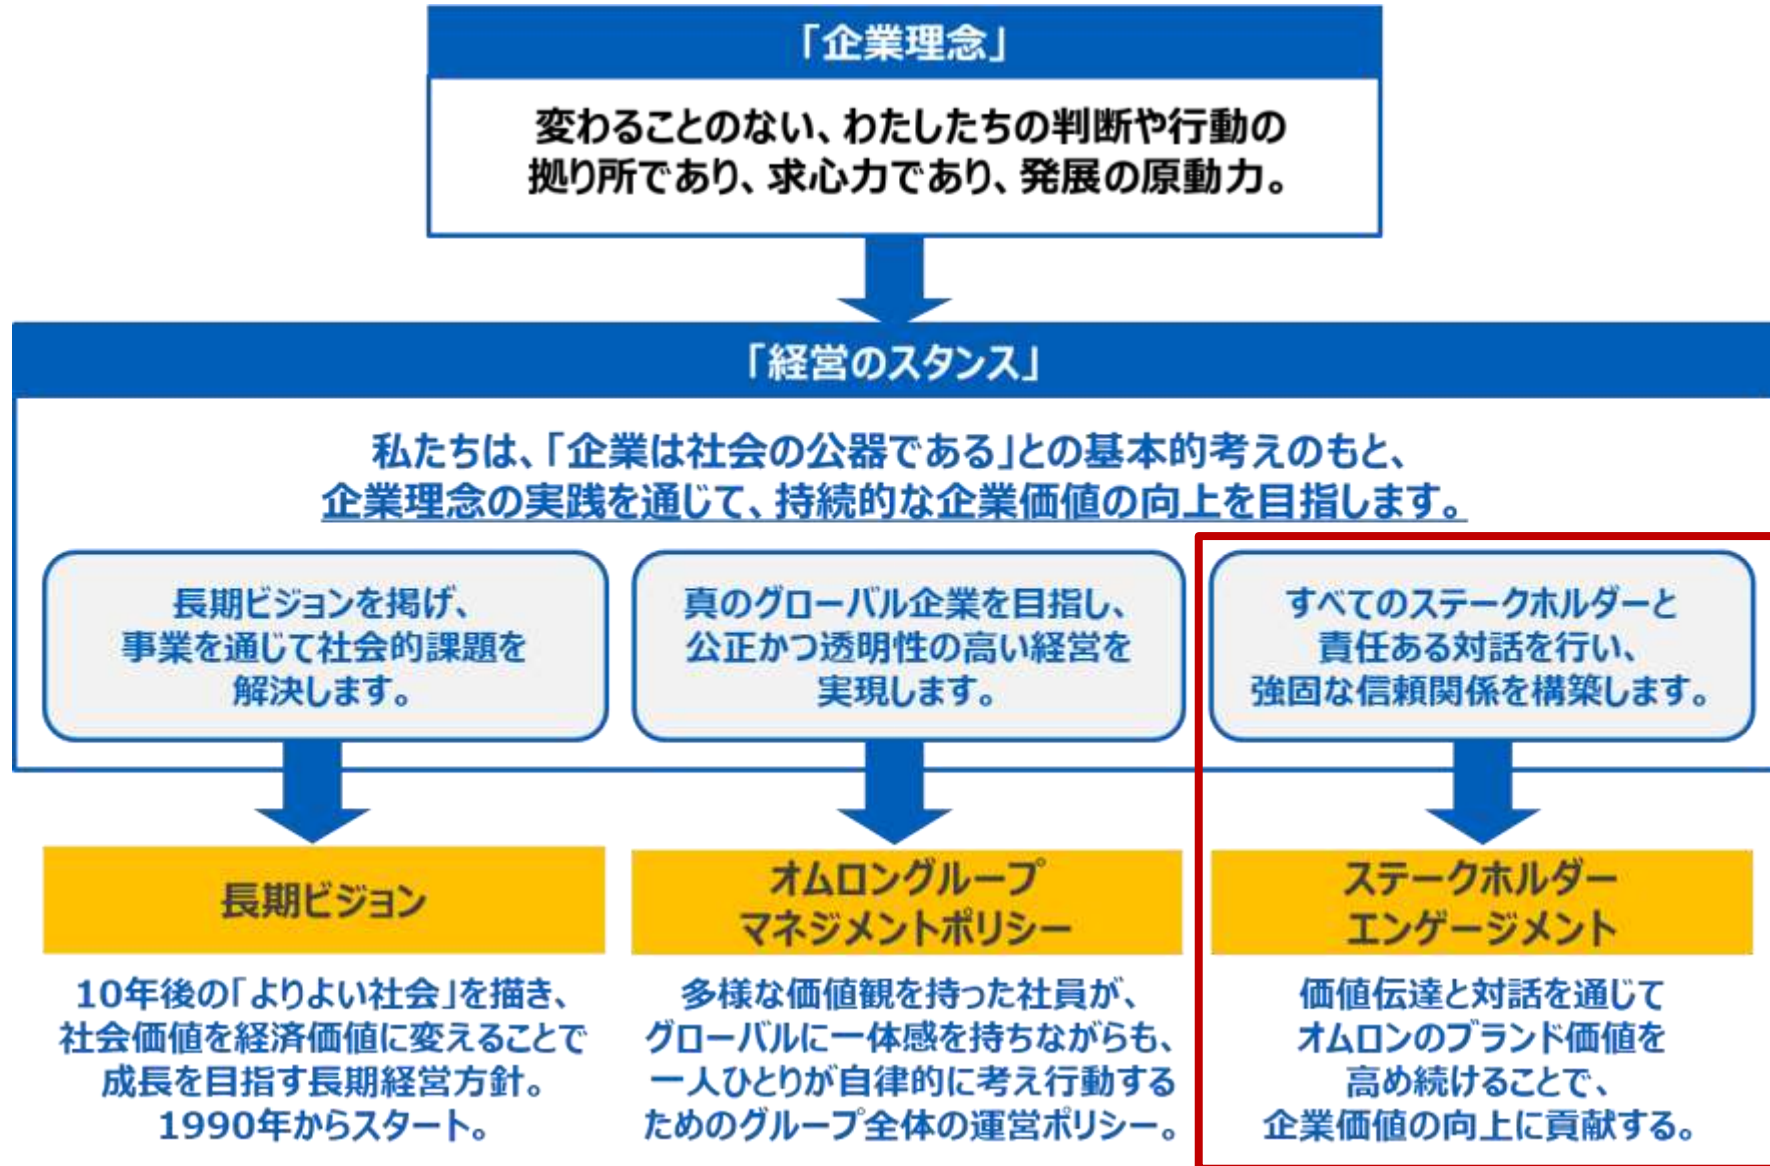 「企業理念」
変わることのない、わたしたちの判断や行動の
拠り所であり、求心力であり、発展の原動力。
「経営のスタンス」
私たちは、「企業は社会の公器である」との基本的考えのもと、
企業理念の実践を通じて、持続的な企業価値の向上を目指します。
長期ビジョンを掲げ、
事業を通じて社会的課題を
解決します。
真のグローバル企業を目指し、
公正かつ透明性の高い経営を
実現します。
すべてのステークホルダーと
責任ある対話を行い、
強固な信頼関係を構築します。
長期ビジョン
オムロングループ
マネジメントポリシー
ステークホルダー
エンゲージメント
10年後の「よりよい社会」を描き、
社会価値を経済価値に変えることで
成長を目指す長期経営方針。
1990年からスタート。
多様な価値観を持った社員が、
グローバルに一体感を持ちながらも、
一人ひとりが自律的に考え行動する
ためのグループ全体の運営ポリシー。
価値伝達と対話を通じて
オムロンのブランド価値を
高め続けることで、
企業価値の向上に貢献する。